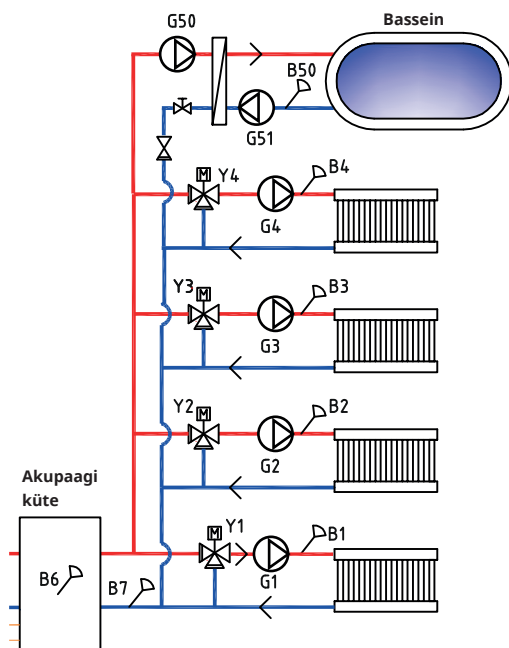 G50
Bassein
B50
G51
Y4
M
B4
G4
Y3
M
B3
G3
Y2
M
B2
G2
Akupaagi
küte
Y1
M
B1
G1
B6
B7